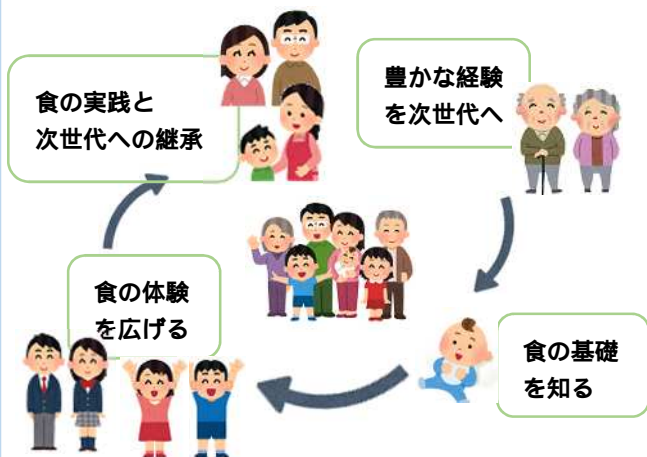 食の実践と
次世代への継承
豊かな経験
を次世代へ
食の体験
を広げる
食の基礎
を知る